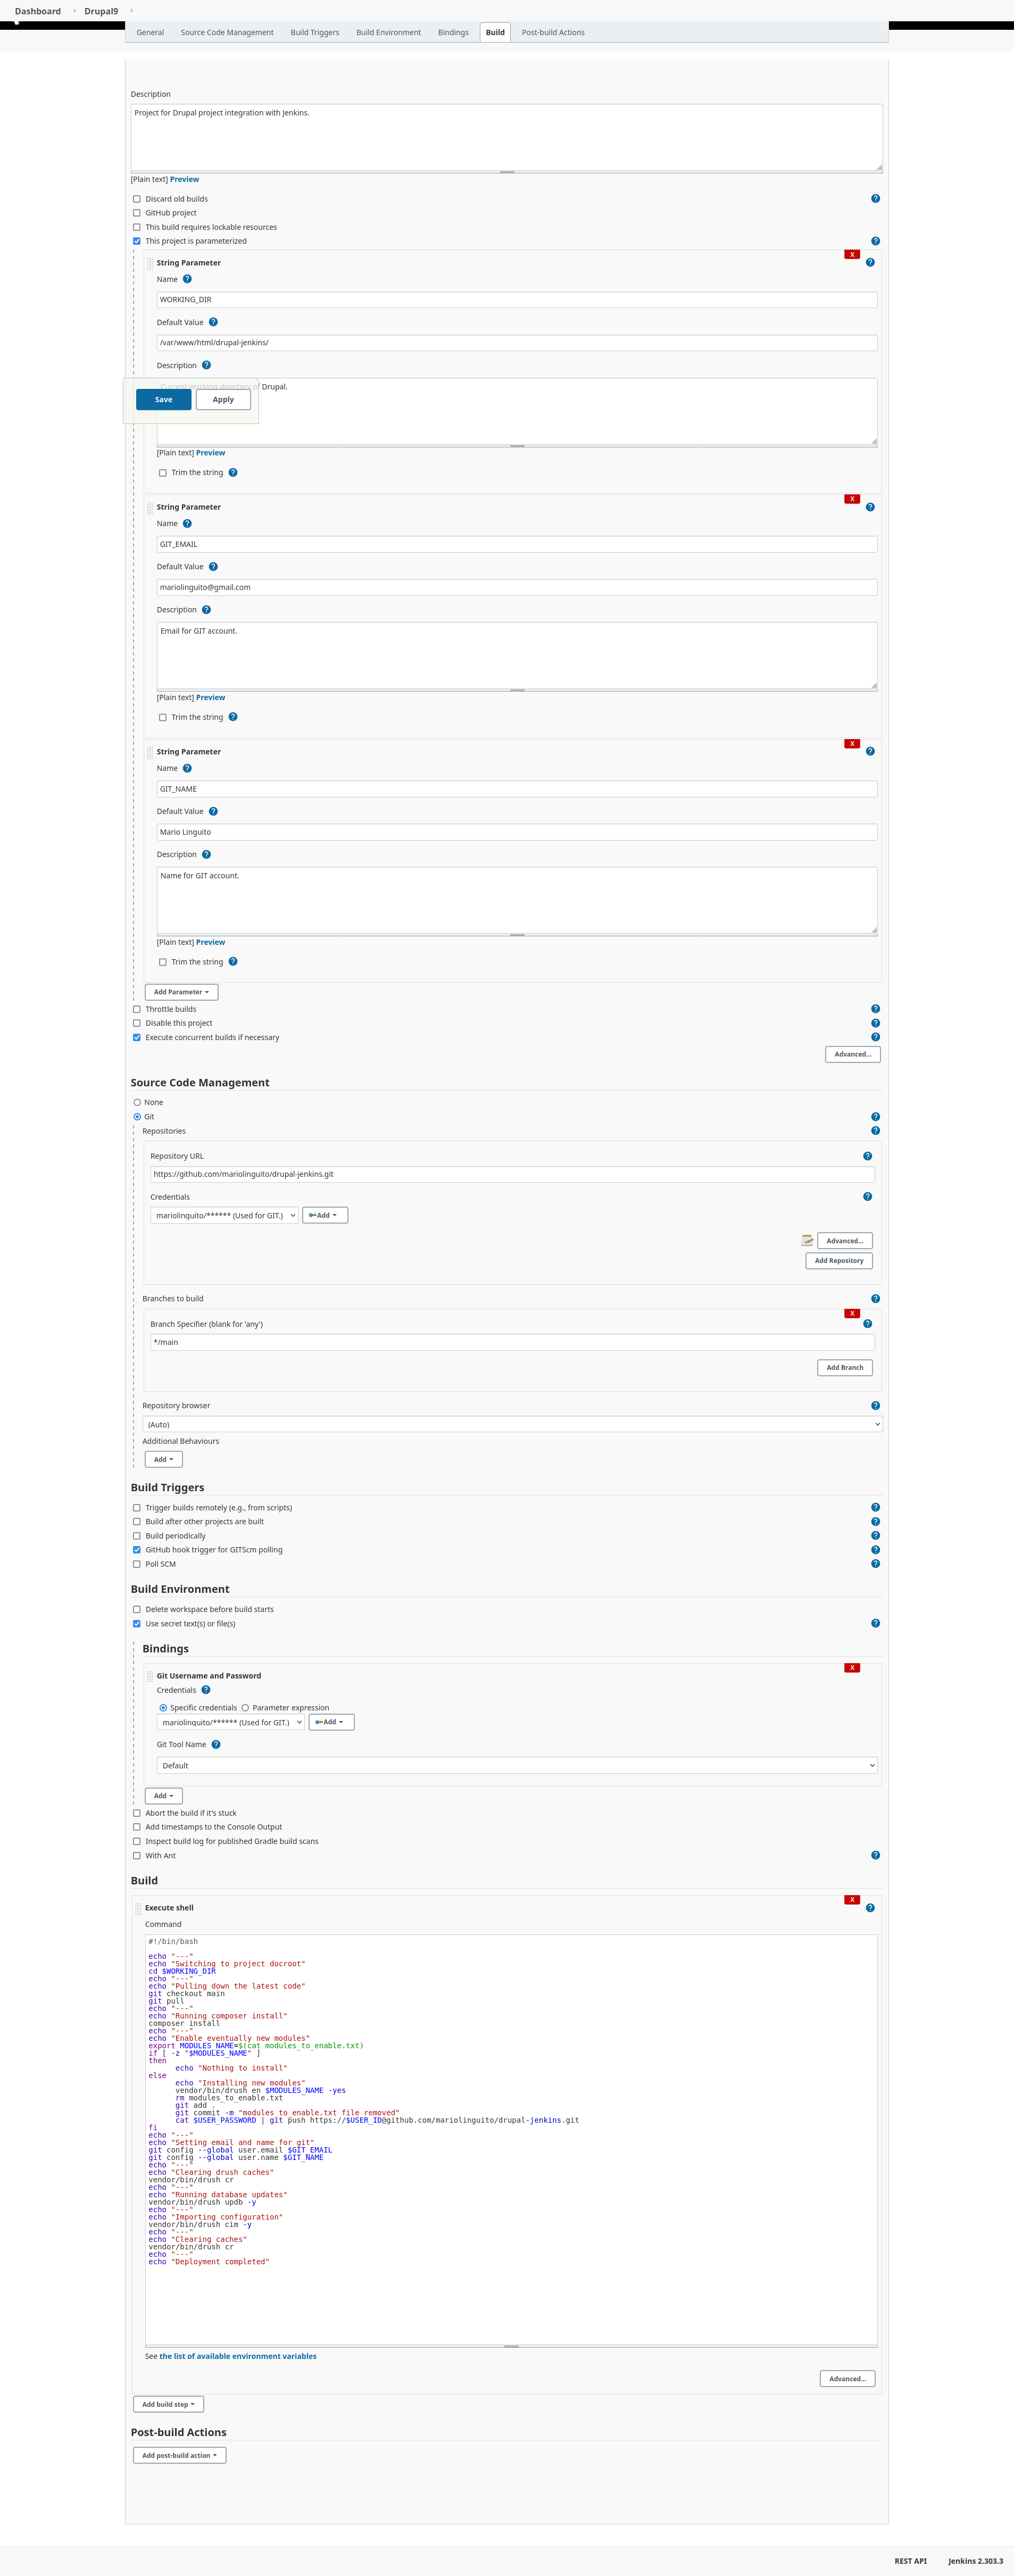 Dashboard Drupal9
General Source Code Management Build Triggers Build Environment Bindings Build Post-build Actions
Description
Project for Drupal project integration with Jenkins.
[Plain text] Preview
Discard old builds
GitHub project
This build requires lockable resources
This project is parameterized
X
String Parameter
Name
WORKING_DIR
Default Value
/var/www/html/drupal-jenkins/
Description
Current working directory of Drupal.
Save Apply
[Plain text] Preview
Trim the string
X
String Parameter
Name
GIT_EMAIL
Default Value
mariolinguito@gmail.com
Description
Email for GIT account.
[Plain text] Preview
Trim the string
X
String Parameter
Name
GIT_NAME
Default Value
Mario Linguito
Description
Name for GIT account.
[Plain text] Preview
Trim the string
Add Parameter
Throttle builds
Disable this project
Execute concurrent builds if necessary
Advanced...
Source Code Management
None
Git
Repositories
Repository URL
https://github.com/mariolinguito/drupal-jenkins.git
Credentials
mariolinguito/****** (Used for GIT.) Add
Advanced...
Add Repository
Branches to build
X
Branch Specifier (blank for 'any')
*/main
Add Branch
Repository browser
(Auto)
Additional Behaviours
Add
Build Triggers
Trigger builds remotely (e.g., from scripts)
Build after other projects are built
Build periodically
GitHub hook trigger for GITScm polling
Poll SCM
Build Environment
Delete workspace before build starts
Use secret text(s) or file(s)
Bindings
X
Git Username and Password
Credentials
Specific credentials Parameter expression
mariolinguito/****** (Used for GIT.) Add
Git Tool Name
Default
Add
Abort the build if it's stuck
Add timestamps to the Console Output
Inspect build log for published Gradle build scans
With Ant
Build
X
Execute shell
Command
#!/bin/bash
echo "---"
echo "Switching to project docroot"
cd $WORKING_DIR
echo "---"
echo "Pulling down the latest code"
git checkout main
git pull
echo "---"
echo "Running composer install"
composer install
echo "---"
echo "Enable eventually new modules"
export MODULES_NAME=$(cat modules_to_enable.txt)
if [ -z "$MODULES_NAME" ]
then
echo "Nothing to install"
else
echo "Installing new modules"
vendor/bin/drush en $MODULES_NAME -yes
rm modules_to_enable.txt
git add .
git commit -m "modules_to_enable.txt file removed"
cat $USER_PASSWORD | git push https://$USER_ID@github.com/mariolinguito/drupal-jenkins.git
fi
echo "---"
echo "Setting email and name for git"
git config --global user.email $GIT_EMAIL
git config --global user.name $GIT_NAME
echo "---"
echo "Clearing drush caches"
vendor/bin/drush cr
echo "---"
echo "Running database updates"
vendor/bin/drush updb -y
echo "---"
echo "Importing configuration"
vendor/bin/drush cim -y
echo "---"
echo "Clearing caches"
vendor/bin/drush cr
echo "---"
echo "Deployment completed"
See the list of available environment variables
Advanced...
Add build step
Post-build Actions
Add post-build action
REST API Jenkins 2.303.3